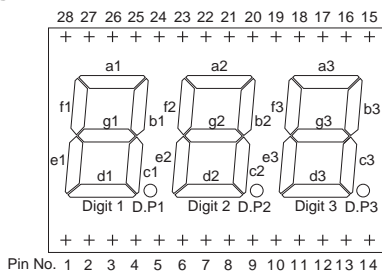 28 27 26 25 24 23 22 21 20 19 18 17 16 15
+ + + + + + + + + + + + + +
a1 a2 a3
f1 g1 b1 f2 g2 b2 f3 g3 b3
e1 d1 c1 e2 d2 c2 e3 d3 c3
Digit 1 D.P1 Digit 2 D.P2 Digit 3 D.P3
+ + + + + + + + + + + + + +
Pin No. 1 2 3 4 5 6 7 8 9 10 11 12 13 14